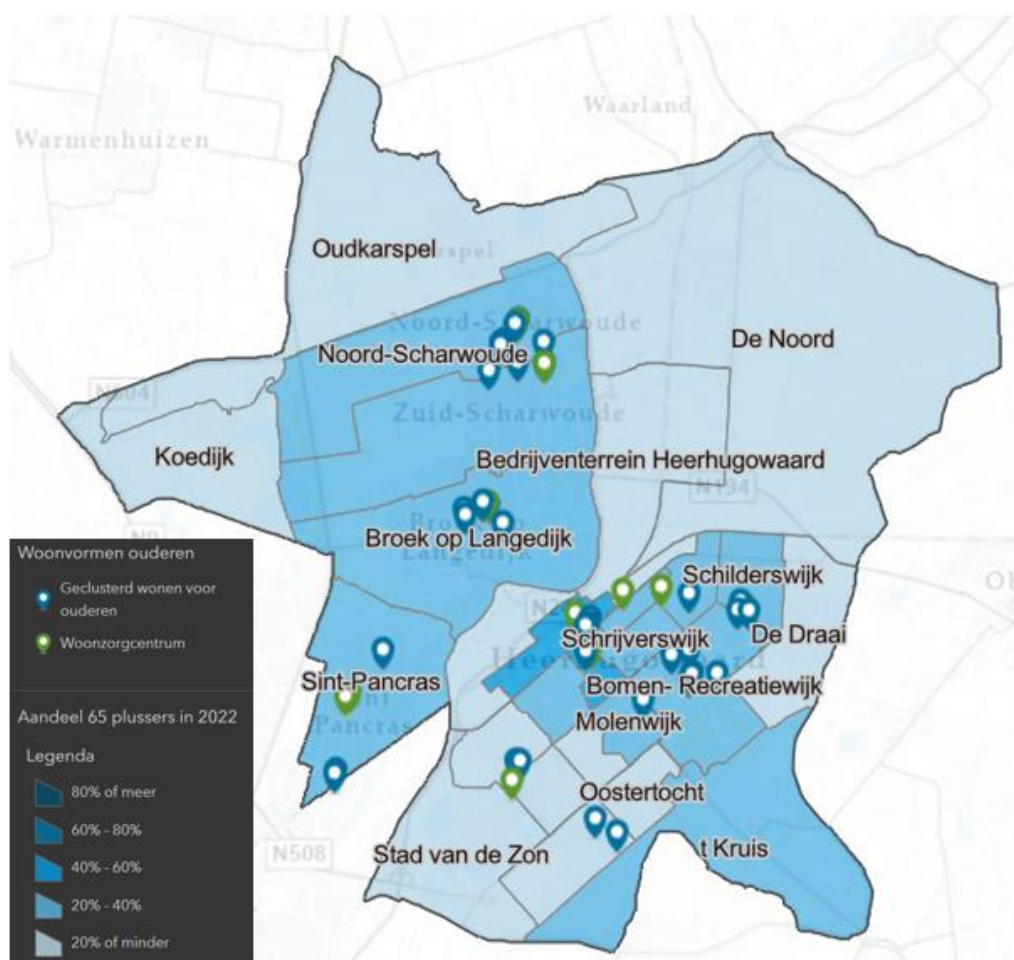 Waarland
Warmenhuizen
Oudkarspel
Noord-Scharwoude
De Noord
Noord-Scharwoude
Zuid-Scharwoude
Koedijk
Bedrijventerrein Heerhugowaard
N194
Broek op Langedijk
Langedijk
Woonvormen ouderen
Geclusterd wonen voor
ouderen
Woonzorgcentrum
Schilderswijk
Schrijverswijk
De Draai
Sint-Pancras
Bomen- Recreatiewijk
Pancras
Molenwijk
Aandeel 65 plussers in 2022
Legenda
80% of meer
60% - 80%
40% - 60%
20% - 40%
20% of minder
Oostertocht
N508
Stad van de Zon
t Kruis